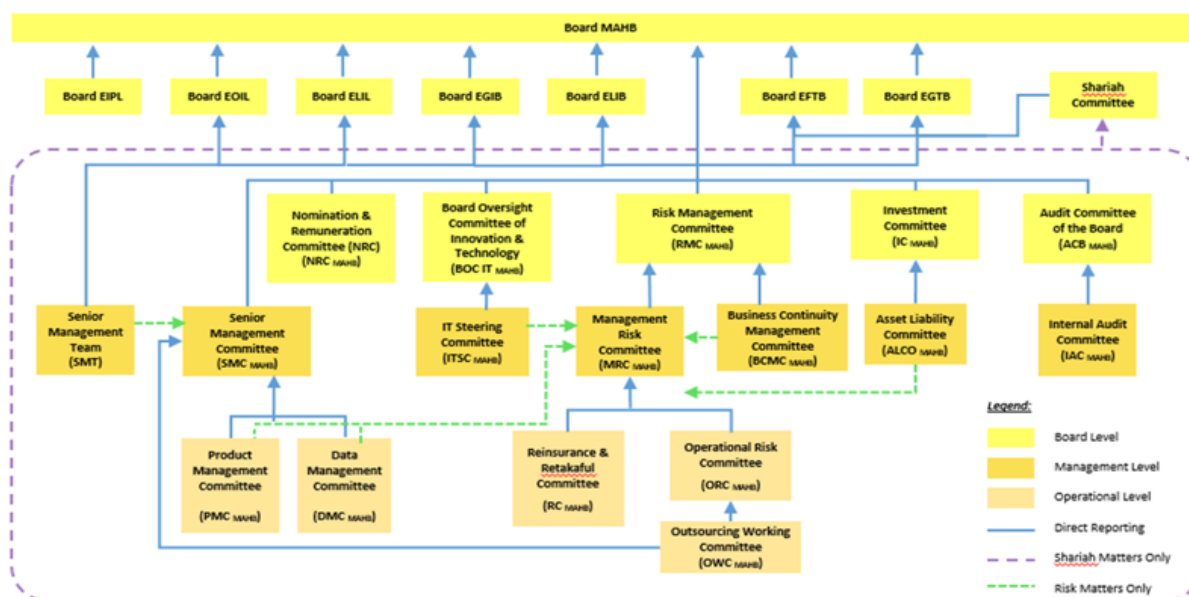 Board MAHB
Board EIPL
Board EOIL
Board ELIL
Board EGIB
Board ELIB
Board EFTB
Board EGTB
Shariah
Committee
Nomination &
Remuneration
Committee (NRC)
(NRC MAHB)
Board Oversight
Committee of
Innovation &
Technology
(BOC IT MAHB)
Risk Management
Committee
(RMC MAHB)
Investment
Committee
(IC MAHB)
Audit Committee
of the Board
(ACB MAHB)
Senior
Management
Team
(SMT)
Senior
Management
Committee
(SMC MAHB)
IT Steering
Committee
(ITSC MAHB)
Management
Risk
Committee
(MRC MAHB)
Business Continuity
Management
Committee
(BCMC MAHB)
Asset Liability
Committee
(ALCO MAHB)
Internal Audit
Committee
(IAC MAHB)
Product
Management
Committee
(PMC MAHB)
Data
Management
Committee
(DMC MAHB)
Reinsurance &
Retakaful
Committee
(RC MAHB)
Operational Risk
Committee
(ORC MAHB)
Outsourcing Working
Committee
(OWC MAHB)
Legend:
Board Level
Management Level
Operational Level
Direct Reporting
Shariah Matters Only
Risk Matters Only